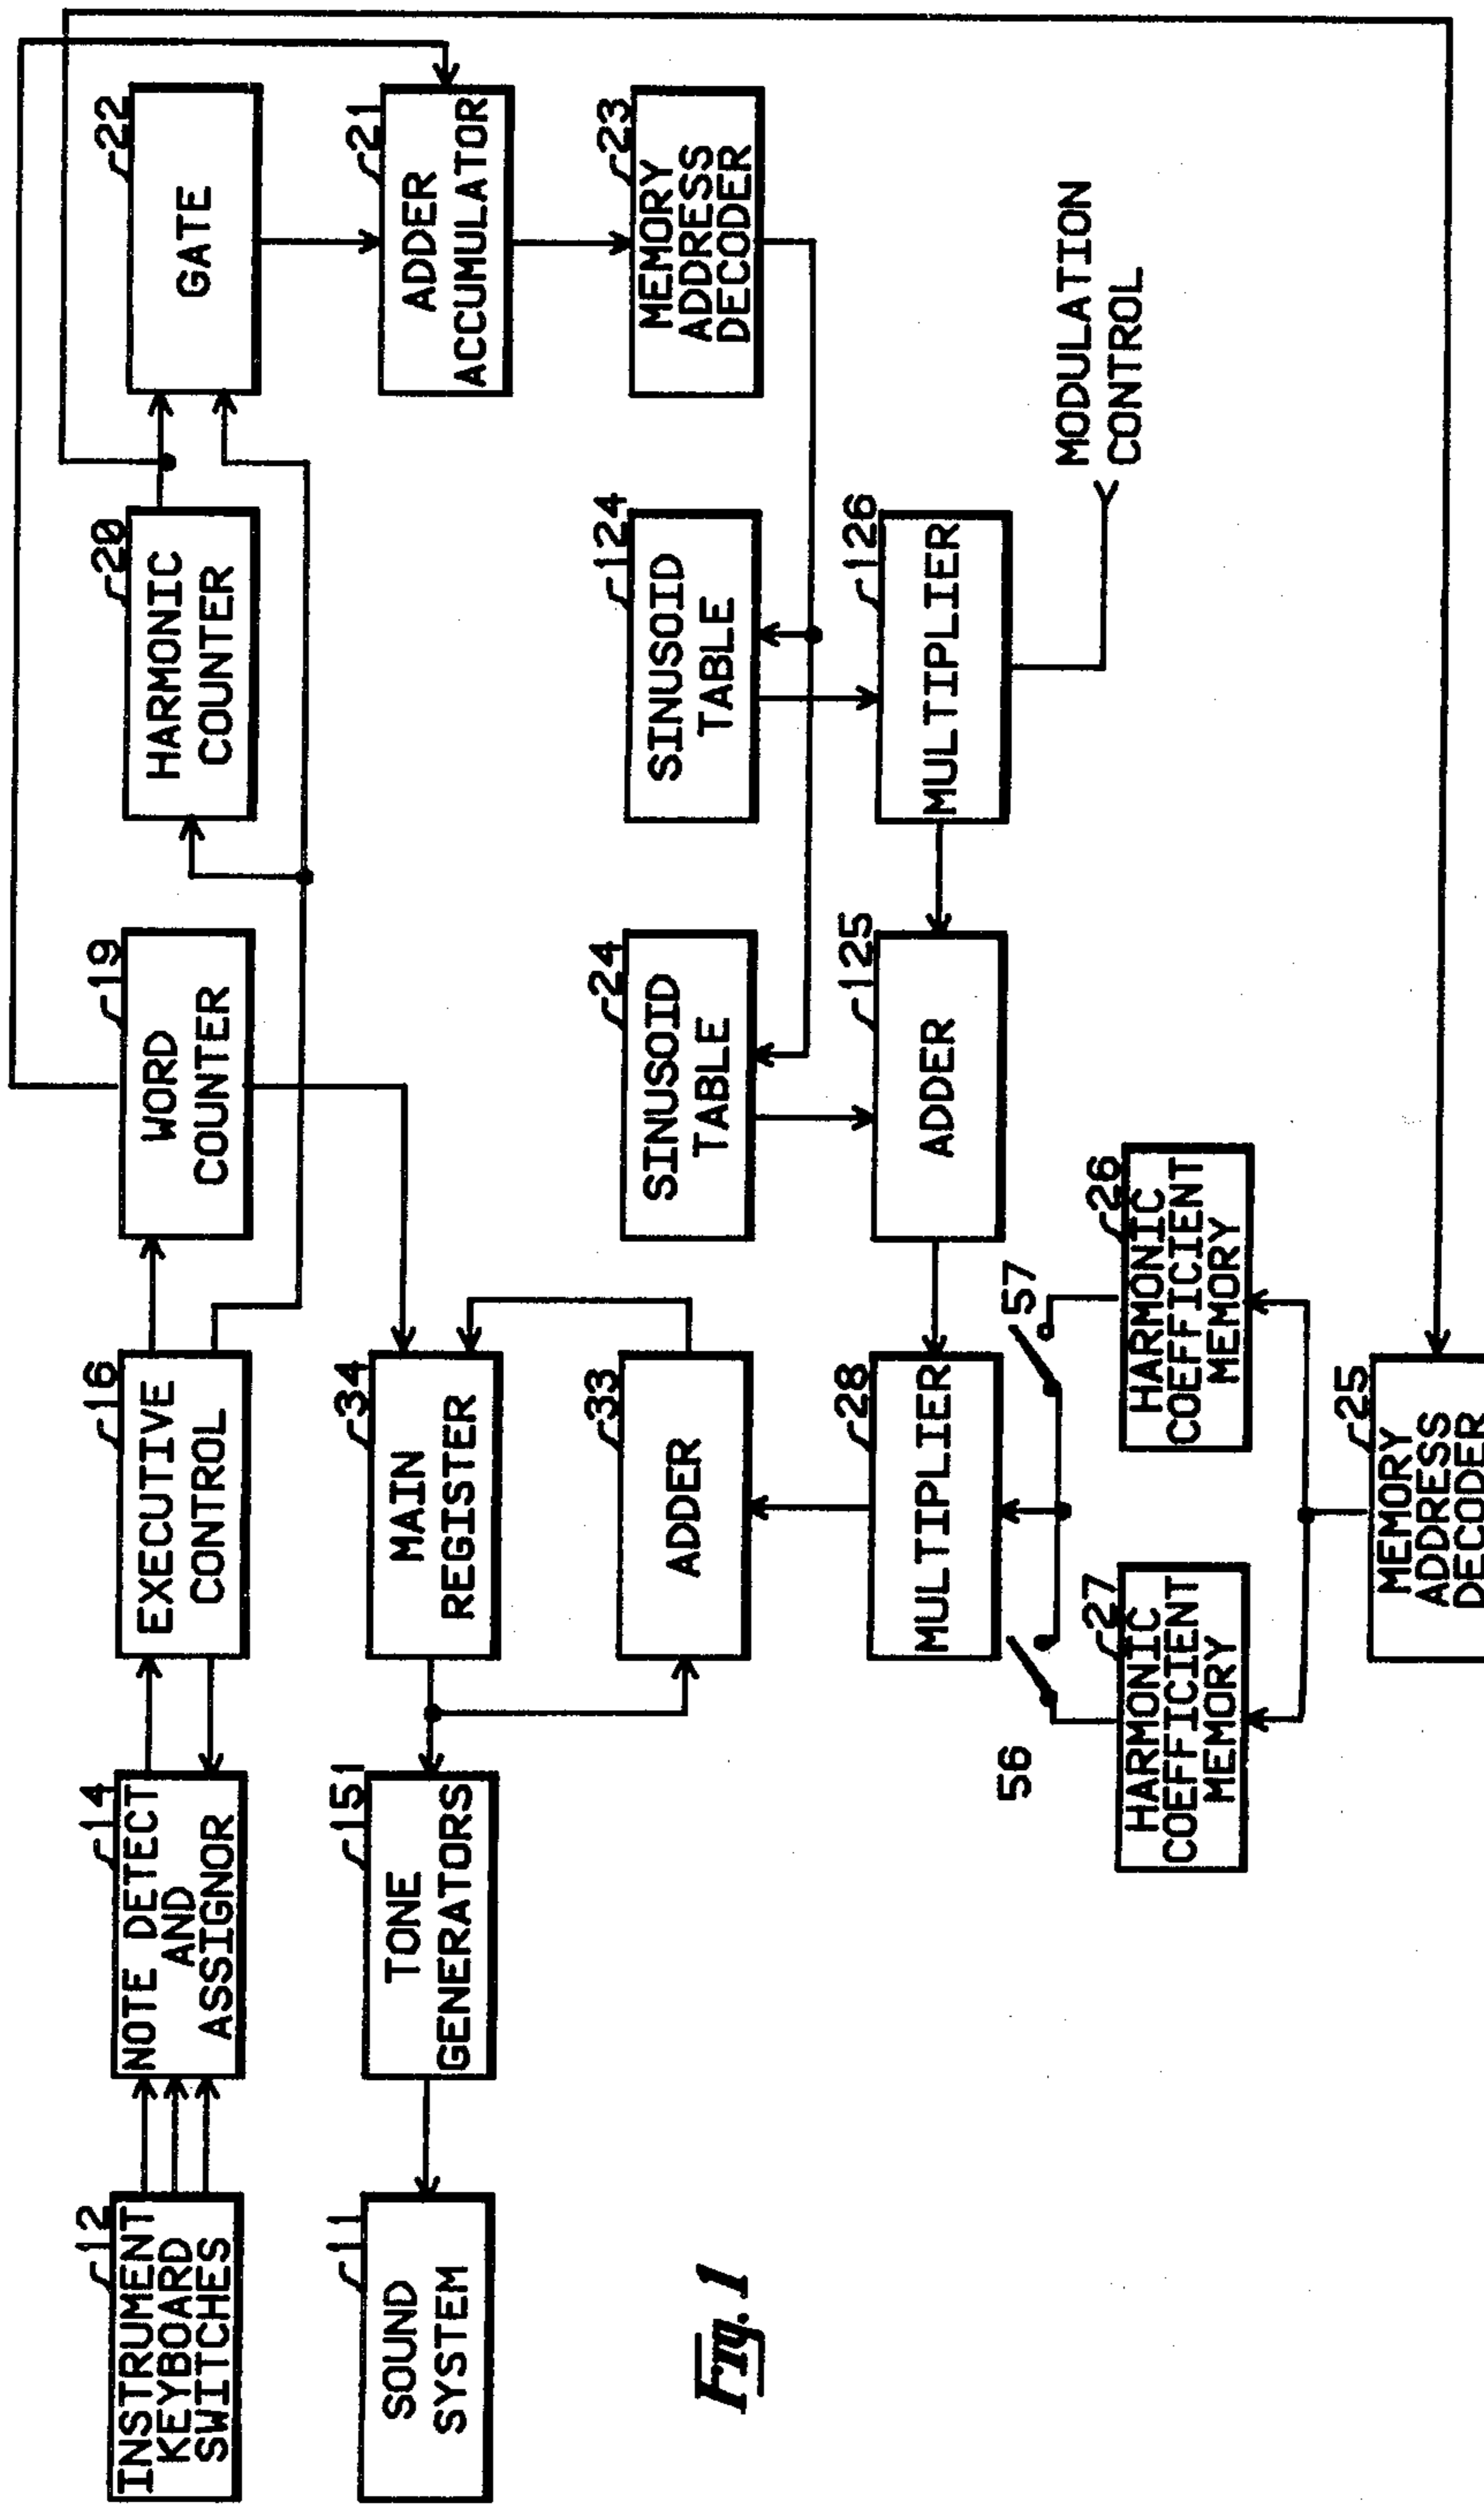 12
INSTRUMENT
KEYBOARD
SWITCHES
14
NOTE DETECT
AND
ASSIGNOR
16
EXECUTIVE
CONTROL
19
WORD
COUNTER
20
HARMONIC
COUNTER
22
GATE
11
SOUND
SYSTEM
151
TONE
GENERATORS
34
MAIN
REGISTER
21
ADDER
ACCUMULATOR
33
ADDER
24
SINUSOID
TABLE
124
SINUSOID
TABLE
23
MEMORY
ADDRESS
DECODER
28
MULTIPLIER
125
ADDER
126
MULTIPLIER
MODULATION
CONTROL
56
57
27
HARMONIC
COEFFICIENT
MEMORY
26
HARMONIC
COEFFICIENT
MEMORY
25
MEMORY
ADDRESS
DECODER
Fig. 1